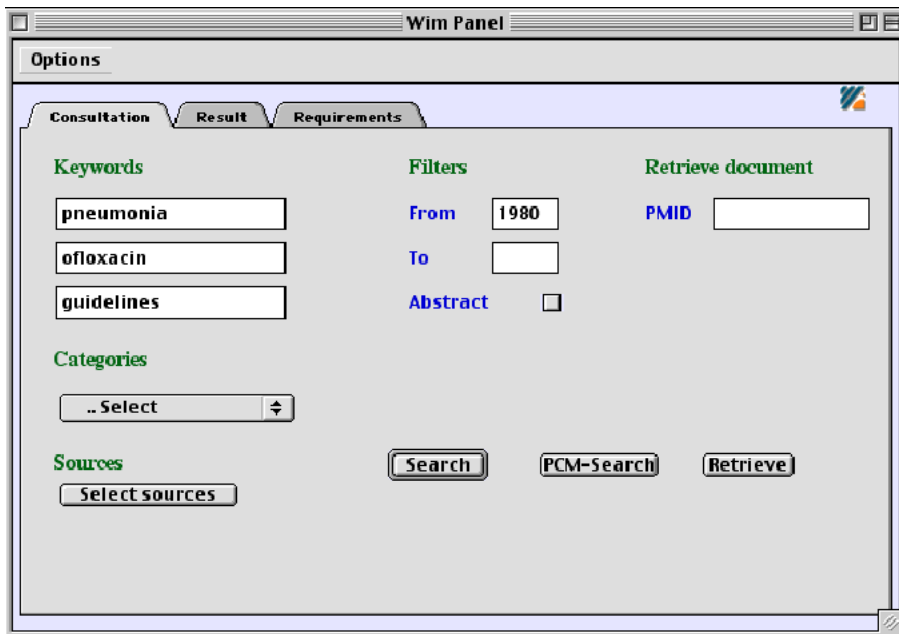 Wim Panel
Options
Consultation Result Requirements
Keywords Filters Retrieve document
pneumonia From 1980 PMID
ofloxacin To
guidelines Abstract
Categories
.. Select
Sources Search PCM-Search Retrieve
Select sources